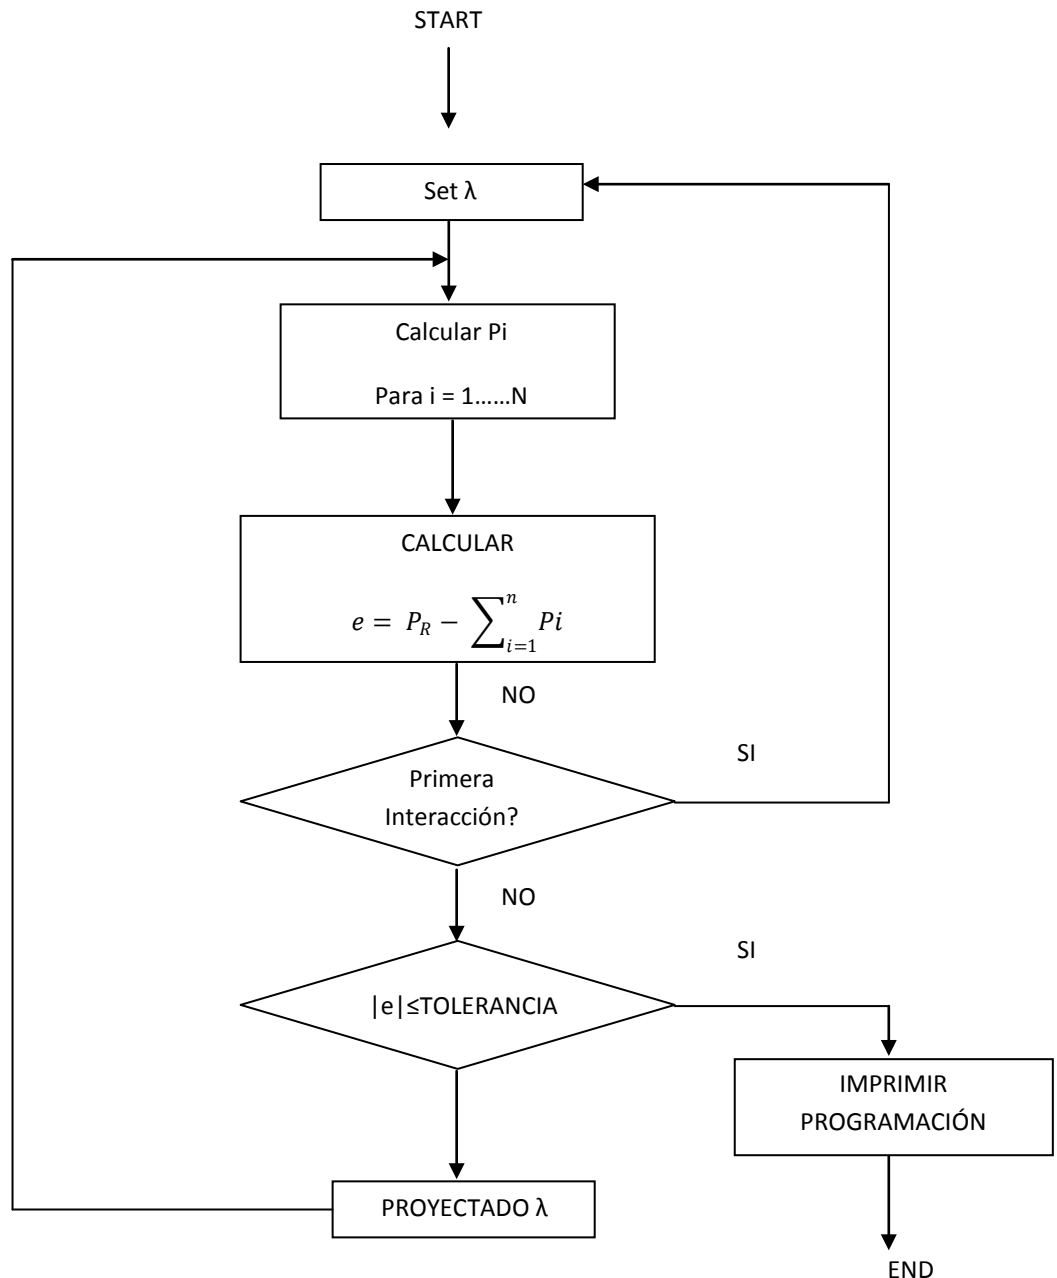 START
Set λ
Calcular Pi
Para i = 1……N
CALCULAR
e = P_R − ∑_{i=1}^{n} Pi
NO
SI
Primera
Interacción?
NO
SI
|e|≤TOLERANCIA
IMPRIMIR
PROGRAMACIÓN
PROYECTADO λ
END